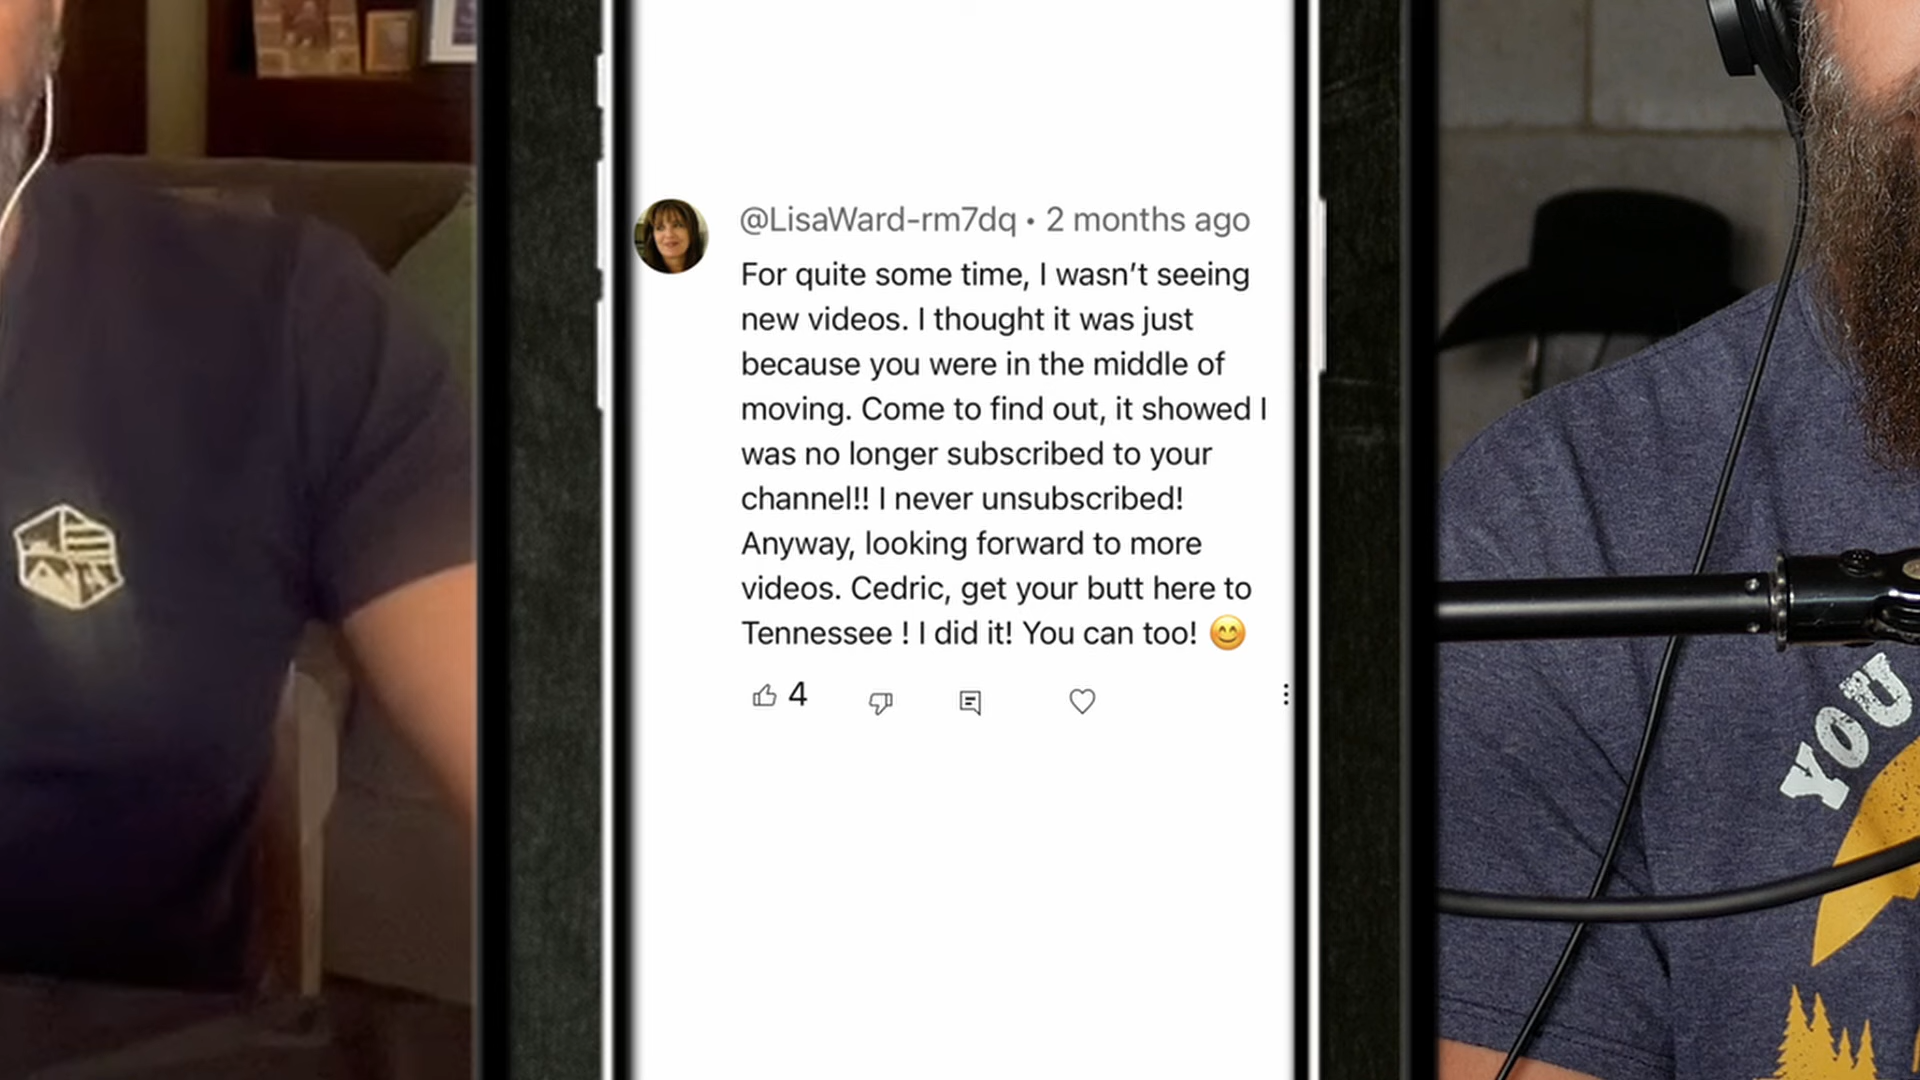 @LisaWard-rm7dq • 2 months ago
For quite some time, I wasn’t seeing
new videos. I thought it was just
because you were in the middle of
moving. Come to find out, it showed I
was no longer subscribed to your
channel!! I never unsubscribed!
Anyway, looking forward to more
videos. Cedric, get your butt here to
Tennessee ! I did it! You can too! 😊
4
YOU